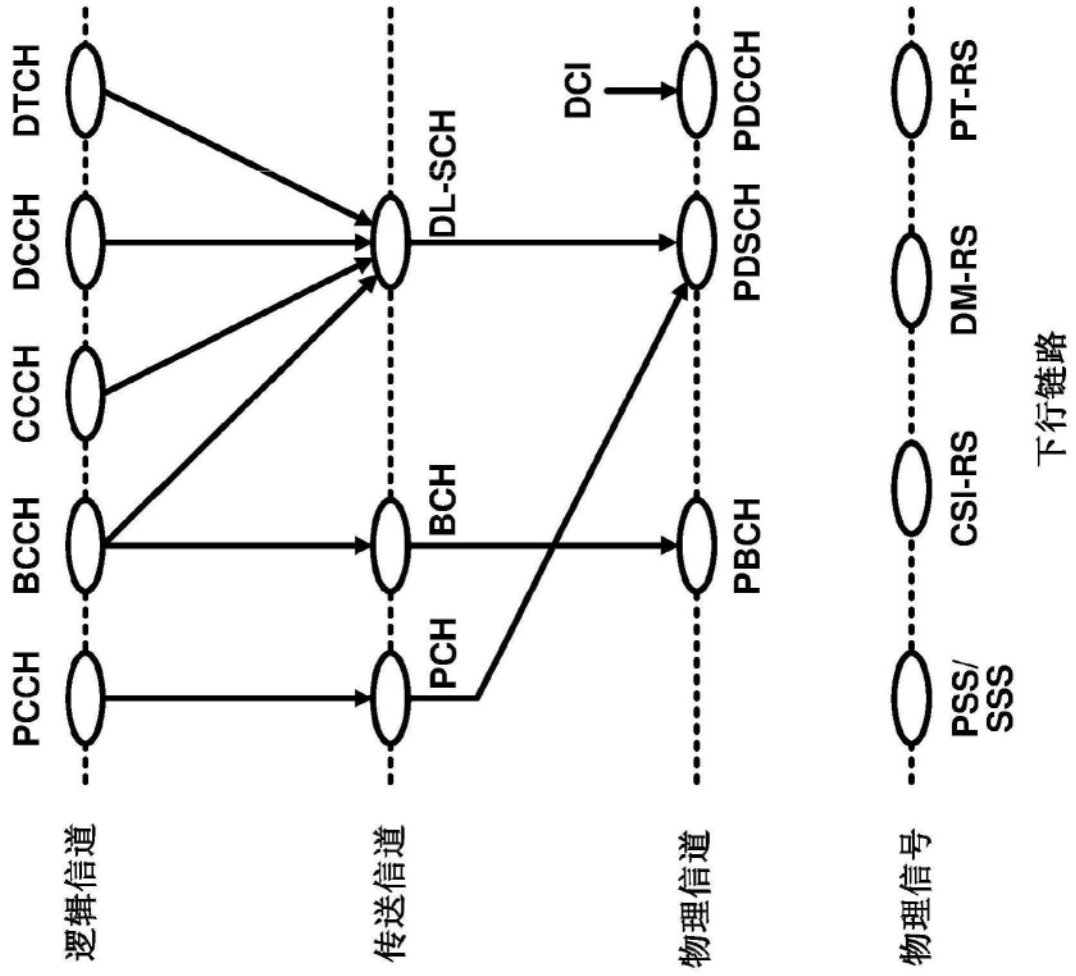 逻辑信道
PCCH
BCCH
CCCH
DCCH
DTCH
传送信道
PCH
BCH
DL-SCH
DCI
物理信道
PBCH
PDSCH
PDCCH
物理信号
PSS/
SSS
CSI-RS
DM-RS
PT-RS
下行链路